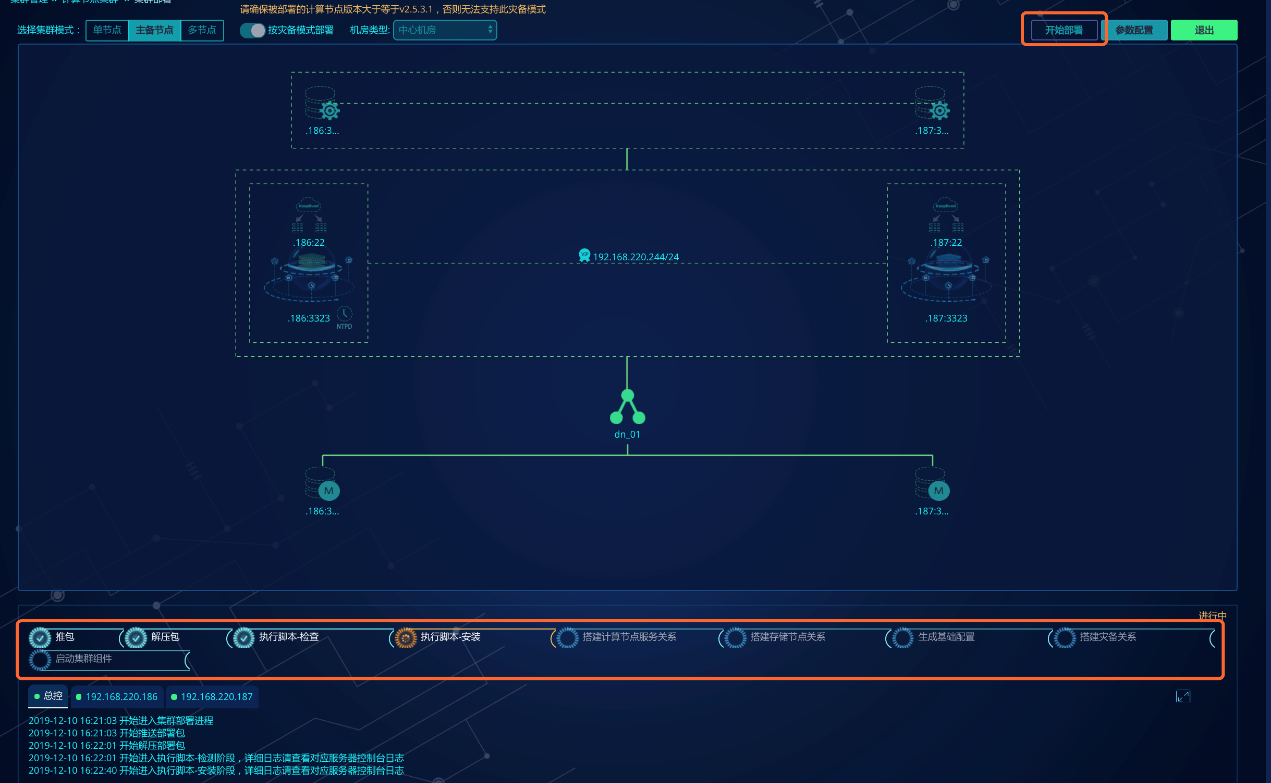 集群管理 » 计算节点集群 » 集群部署
请确保被部署的计算节点版本大于等于v2.5.3.1，否则无法支持此灾备模式
选择集群模式： 单节点 主备节点 多节点 按灾备模式部署 机房类型: 中心机房 开始部署 参数配置 退出
.186:3... .187:3...
.186:22 .187:22
192.168.220.244/24
.186:3323 .187:3323
NTPD
dn_01
M M
.186:3... .187:3...
进行中
推包 解压包 执行脚本-检查 执行脚本-安装 搭建计算节点服务关系 搭建存储节点关系 生成基础配置 搭建灾备关系
启动集群组件
总控 192.168.220.186 192.168.220.187
2019-12-10 16:21:03 开始进入集群部署进程
2019-12-10 16:21:03 开始推送部署包
2019-12-10 16:22:01 开始解压部署包
2019-12-10 16:22:01 开始进入执行脚本-检测阶段，详细日志请查看对应服务器控制台日志
2019-12-10 16:22:40 开始进入执行脚本-安装阶段，详细日志请查看对应服务器控制台日志